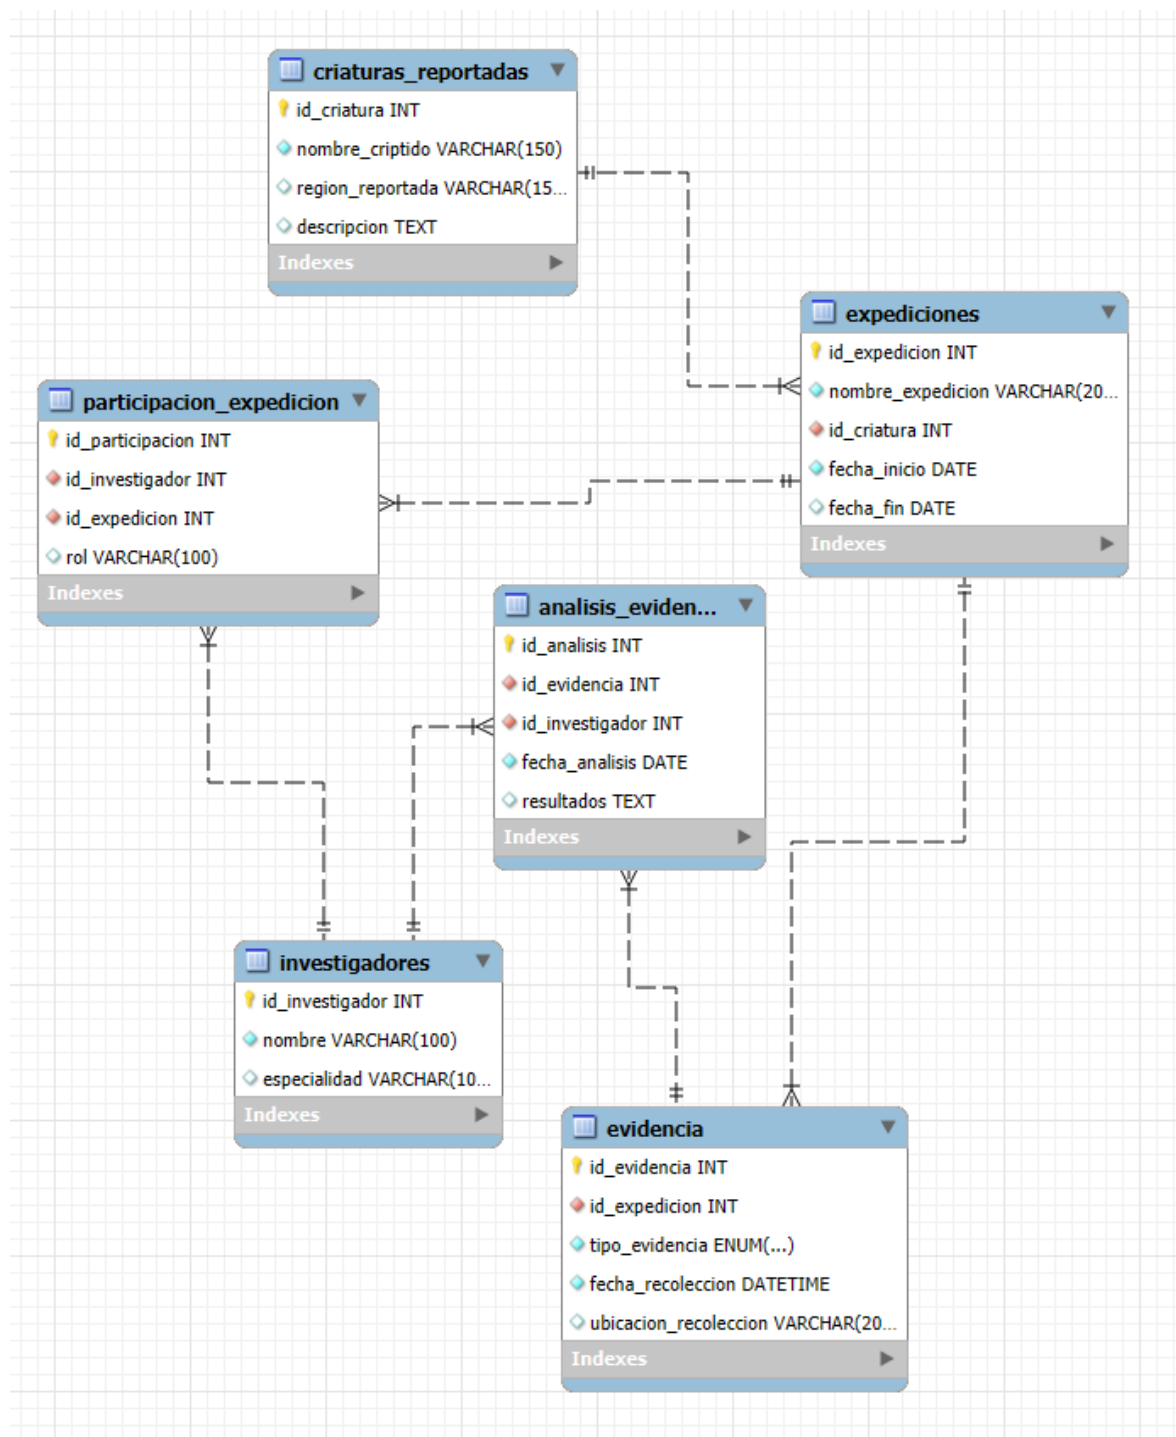 criaturas_reportadas
id_criatura INT
nombre_criptido VARCHAR(150)
region_reportada VARCHAR(15...
descripcion TEXT
Indexes
expediciones
id_expedicion INT
nombre_expedicion VARCHAR(20...
id_criatura INT
fecha_inicio DATE
fecha_fin DATE
Indexes
participacion_expedicion
id_participacion INT
id_investigador INT
id_expedicion INT
rol VARCHAR(100)
Indexes
analisis_eviden...
id_analisis INT
id_evidencia INT
id_investigador INT
fecha_analisis DATE
resultados TEXT
Indexes
investigadores
id_investigador INT
nombre VARCHAR(100)
especialidad VARCHAR(10...
Indexes
evidencia
id_evidencia INT
id_expedicion INT
tipo_evidencia ENUM(...)
fecha_recoleccion DATETIME
ubicacion_recoleccion VARCHAR(20...
Indexes